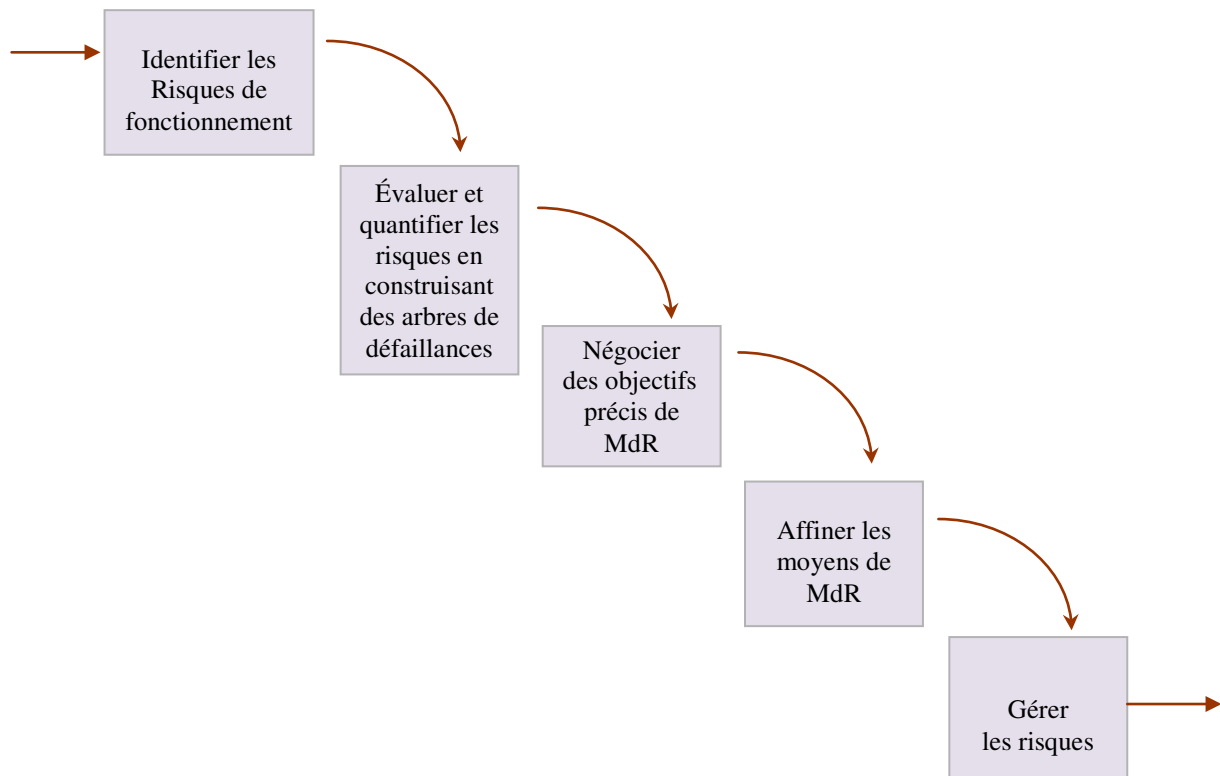 Identifier les
Risques de
fonctionnement
Évaluer et
quantifier les
risques en
construisant
des arbres de
défaillances
Négocier
des objectifs
précis de
MdR
Affiner les
moyens de
MdR
Gérer
les risques